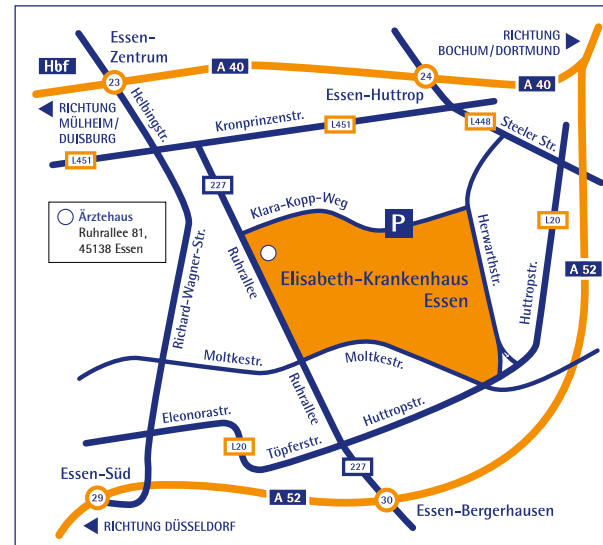 Essen-
Zentrum
RICHTUNG
BOCHUM/DORTMUND
Hbf
23
A 40
24
A 40
RICHTUNG
MÜLHEIM/
DUISBURG
Helbingstr.
Essen-Huttrop
Kronprinzenstr.
L451
L448
Steeler Str.
L451
227
Klara-Kopp-Weg
P
Herwarthstr.
L20
Ärztehaus
Ruhrallee 81,
45138 Essen
Richard-Wagner-Str.
Ruhrallee
Elisabeth-Krankenhaus
Essen
Huttropstr.
A 52
Moltkestr.
Moltkestr.
Ruhrallee
Eleonorastr.
Huttropstr.
L20
Töpferstr.
227
Essen-Süd
29
A 52
30
Essen-Bergerhausen
RICHTUNG DÜSSELDORF